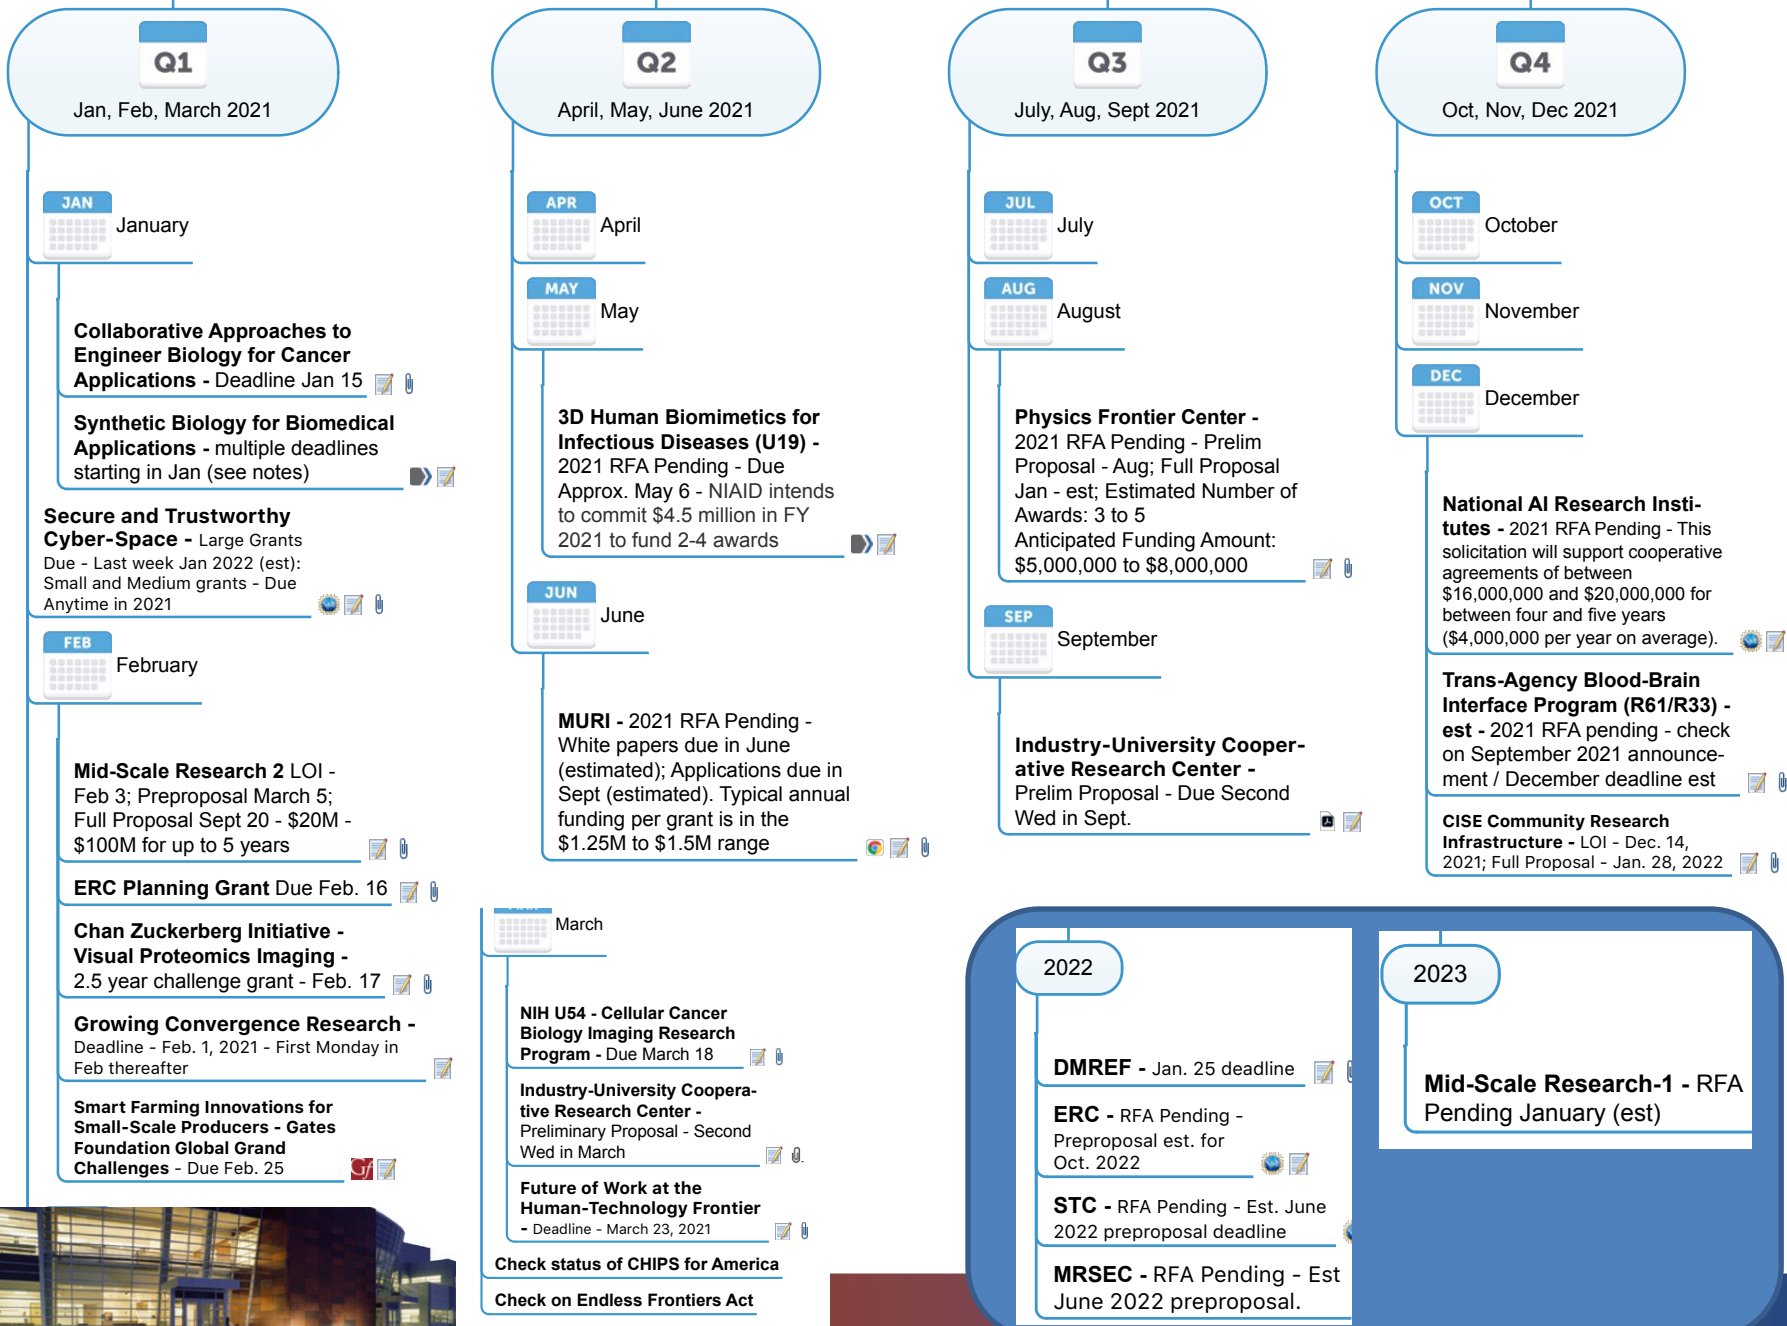 Q1
Jan, Feb, March 2021
JAN
January
Collaborative Approaches to
Engineer Biology for Cancer
Applications - Deadline Jan 15
Synthetic Biology for Biomedical
Applications - multiple deadlines
starting in Jan (see notes)
Secure and Trustworthy
Cyber-Space - Large Grants
Due - Last week Jan 2022 (est):
Small and Medium grants - Due
Anytime in 2021
FEB
February
Mid-Scale Research 2 LOI -
Feb 3; Preproposal March 5;
Full Proposal Sept 20 - $20M -
$100M for up to 5 years
ERC Planning Grant Due Feb. 16
Chan Zuckerberg Initiative -
Visual Proteomics Imaging -
2.5 year challenge grant - Feb. 17
Growing Convergence Research -
Deadline - Feb. 1, 2021 - First Monday in
Feb thereafter
Smart Farming Innovations for
Small-Scale Producers - Gates
Foundation Global Grand
Challenges - Due Feb. 25
Gf
Q2
April, May, June 2021
APR
April
MAY
May
3D Human Biomimetics for
Infectious Diseases (U19) -
2021 RFA Pending - Due
Approx. May 6 - NIAID intends
to commit $4.5 million in FY
2021 to fund 2-4 awards
JUN
June
MURI - 2021 RFA Pending -
White papers due in June
(estimated); Applications due in
Sept (estimated). Typical annual
funding per grant is in the
$1.25M to $1.5M range
March
NIH U54 - Cellular Cancer
Biology Imaging Research
Program - Due March 18
Industry-University Coopera-
tive Research Center -
Preliminary Proposal - Second
Wed in March
Future of Work at the
Human-Technology Frontier
- Deadline - March 23, 2021
Check status of CHIPS for America
Check on Endless Frontiers Act
Q3
July, Aug, Sept 2021
JUL
July
AUG
August
Physics Frontier Center -
2021 RFA Pending - Prelim
Proposal - Aug; Full Proposal
Jan - est; Estimated Number of
Awards: 3 to 5
Anticipated Funding Amount:
$5,000,000 to $8,000,000
SEP
September
Industry-University Cooper-
ative Research Center -
Prelim Proposal - Due Second
Wed in Sept.
Q4
Oct, Nov, Dec 2021
OCT
October
NOV
November
DEC
December
National AI Research Insti-
tutes - 2021 RFA Pending - This
solicitation will support cooperative
agreements of between
$16,000,000 and $20,000,000 for
between four and five years
($4,000,000 per year on average).
Trans-Agency Blood-Brain
Interface Program (R61/R33) -
est - 2021 RFA pending - check
on September 2021 announce-
ment / December deadline est
CISE Community Research
Infrastructure - LOI - Dec. 14,
2021; Full Proposal - Jan. 28, 2022
2022
DMREF - Jan. 25 deadline
ERC - RFA Pending -
Preproposal est. for
Oct. 2022
STC - RFA Pending - Est. June
2022 preproposal deadline
MRSEC - RFA Pending - Est
June 2022 preproposal.
2023
Mid-Scale Research-1 - RFA
Pending January (est)